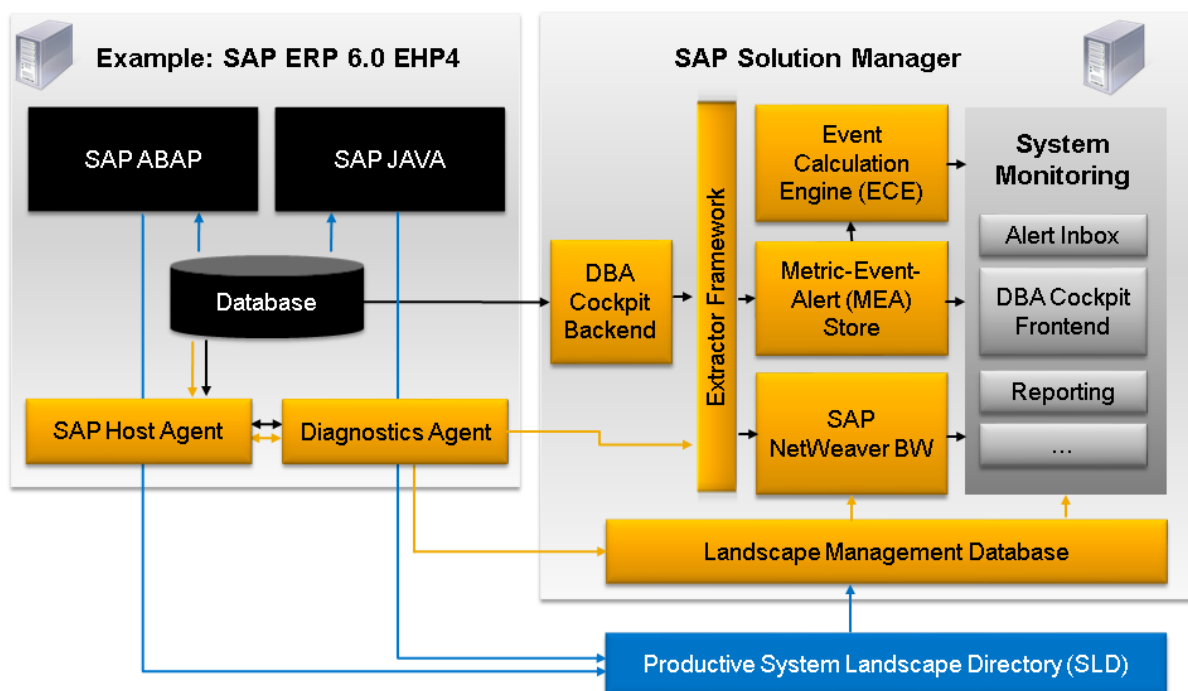 Example: SAP ERP 6.0 EHP4
SAP ABAP
SAP JAVA
Database
SAP Host Agent
Diagnostics Agent
SAP Solution Manager
DBA
Cockpit
Backend
Extractor Framework
Event
Calculation
Engine (ECE)
Metric-Event-
Alert (MEA)
Store
SAP
NetWeaver BW
System
Monitoring
Alert Inbox
DBA Cockpit
Frontend
Reporting
...
Landscape Management Database
Productive System Landscape Directory (SLD)